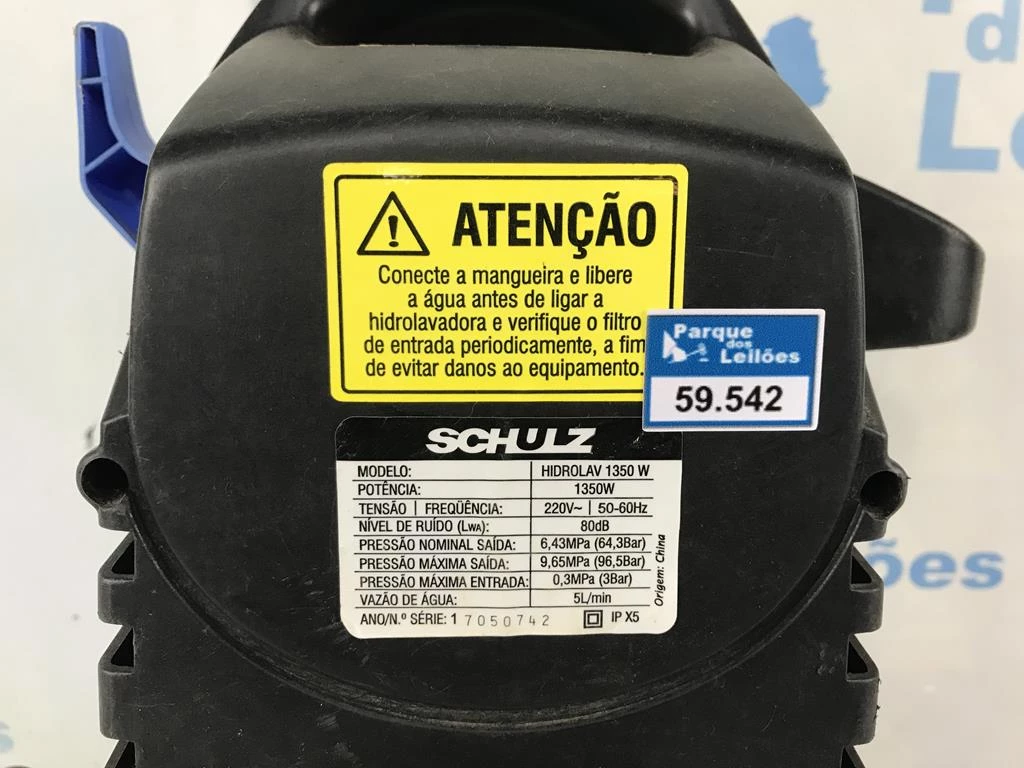 ATENÇÃO
Conecte a mangueira e libere
a água antes de ligar a
hidrolavadora e verifique o filtro
de entrada periodicamente, a fim
de evitar danos ao equipamento.
Parque
dos
Leilões
59.542
SCHULZ
MODELO: HIDROLAV 1350 W
POTÊNCIA: 1350W
TENSÃO | FREQÜÊNCIA: 220V~ | 50-60Hz
NÍVEL DE RUÍDO (LWA): 80dB
PRESSÃO NOMINAL SAÍDA: 6,43MPa (64,3Bar)
PRESSÃO MÁXIMA SAÍDA: 9,65MPa (96,5Bar)
PRESSÃO MÁXIMA ENTRADA: 0,3MPa (3Bar)
VAZÃO DE ÁGUA: 5L/min
ANO/N.º SÉRIE: 1 7050742 IP X5
Origem: China